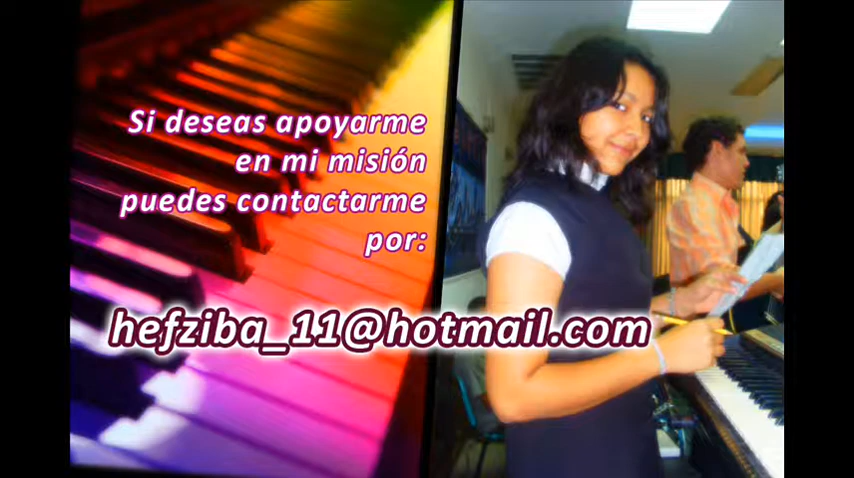 Si deseas apoyarme
en mi misión
puedes contactarme
por:
hefziba_11@hotmail.com